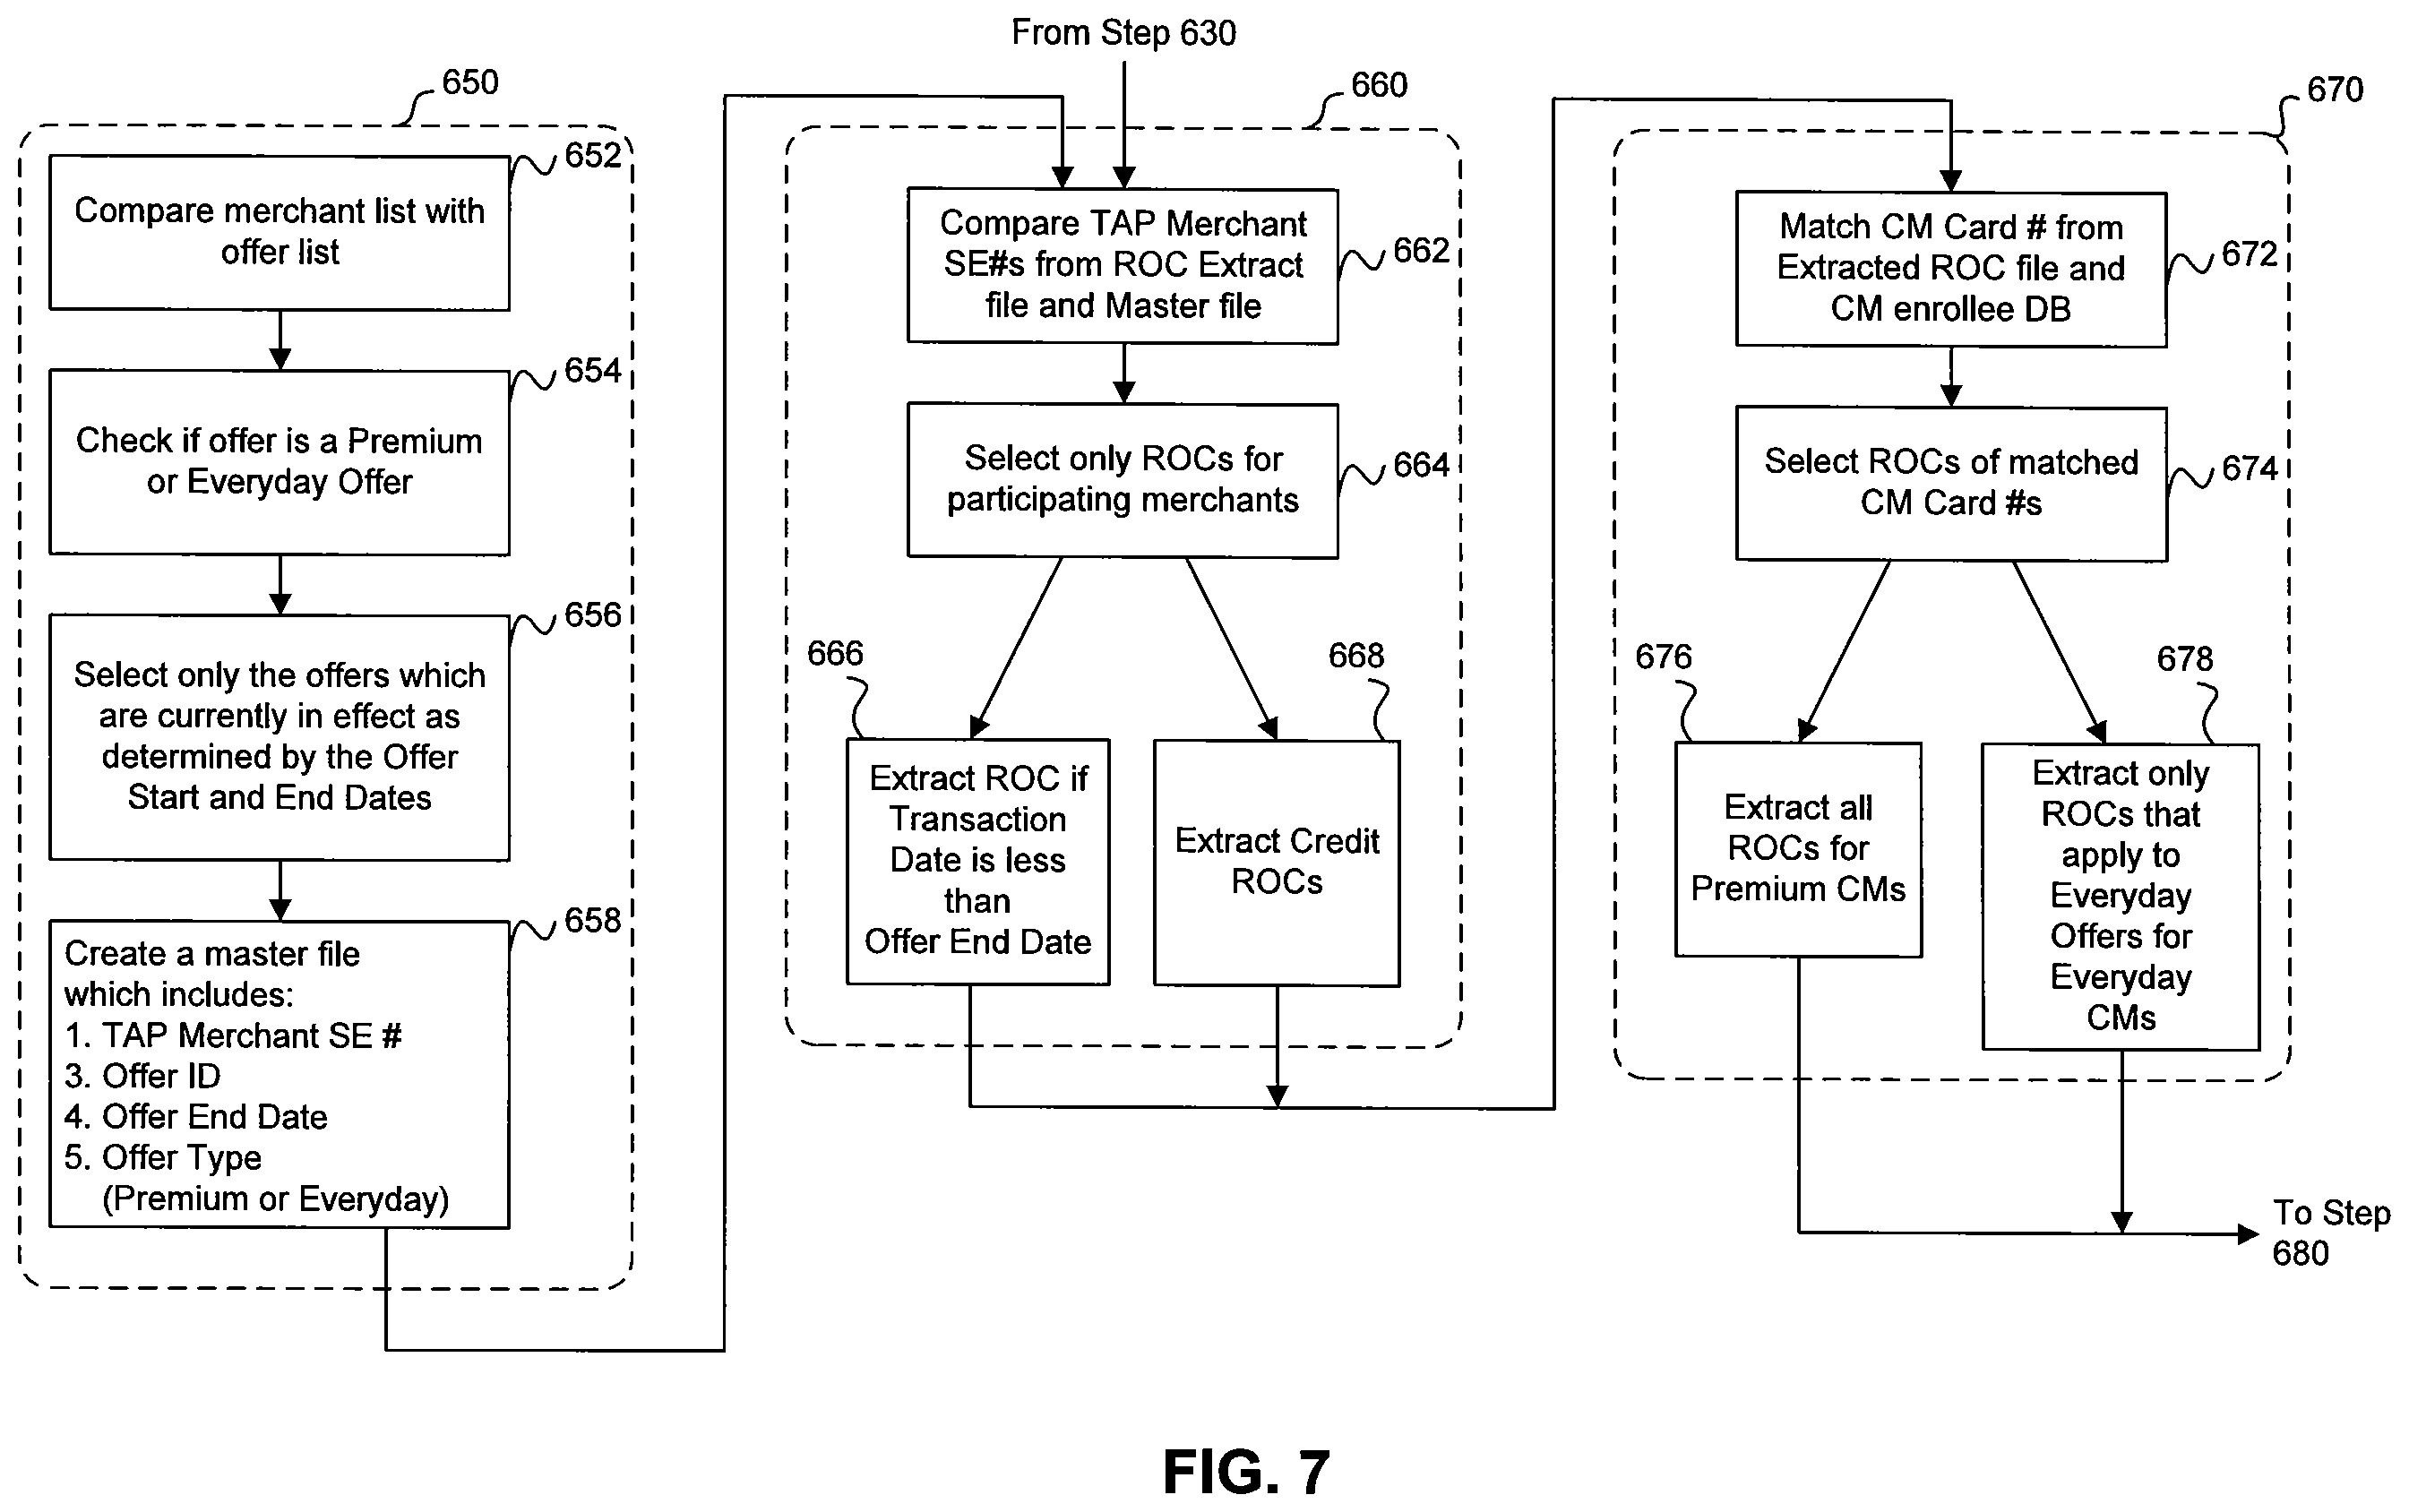 From Step 630
650
652
Compare merchant list with
offer list
654
Check if offer is a Premium
or Everyday Offer
656
Select only the offers which
are currently in effect as
determined by the Offer
Start and End Dates
658
Create a master file
which includes:
1. TAP Merchant SE #
3. Offer ID
4. Offer End Date
5. Offer Type
(Premium or Everyday)
660
Compare TAP Merchant
SE#s from ROC Extract
file and Master file
662
Select only ROCs for
participating merchants
664
666
Extract ROC if
Transaction
Date is less
than
Offer End Date
668
Extract Credit
ROCs
670
Match CM Card # from
Extracted ROC file and
CM enrollee DB
672
Select ROCs of matched
CM Card #s
674
676
Extract all
ROCs for
Premium CMs
678
Extract only
ROCs that
apply to
Everyday
Offers for
Everyday
CMs
To Step
680
FIG. 7